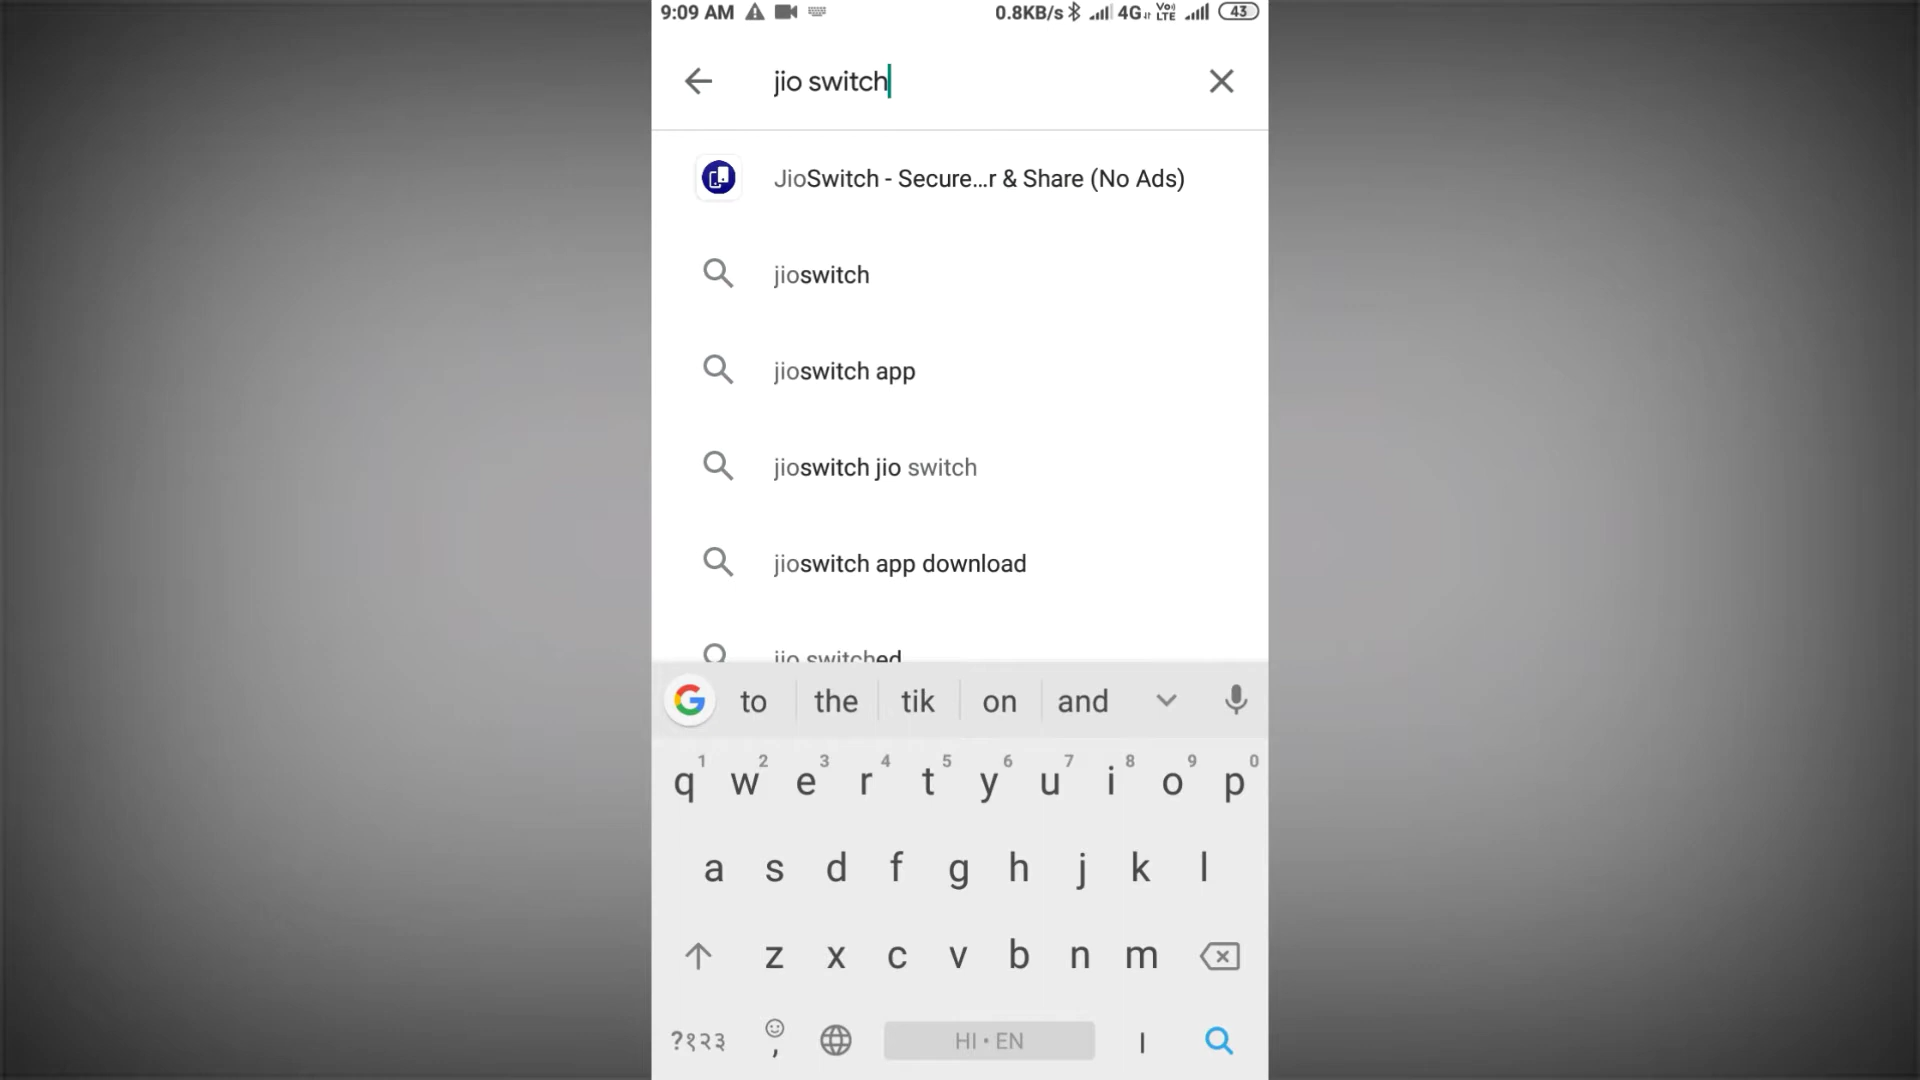 9:09 AM 0.8KB/s 4G VoLTE 43
jio switch
JioSwitch - Secure...r & Share (No Ads)
jioswitch
jioswitch app
jioswitch jio switch
jioswitch app download
jio switched
G to the tik on and
1 2 3 4 5 6 7 8 9 0
q w e r t y u i o p
a s d f g h j k l
z x c v b n m
?१२३ , HI • EN |